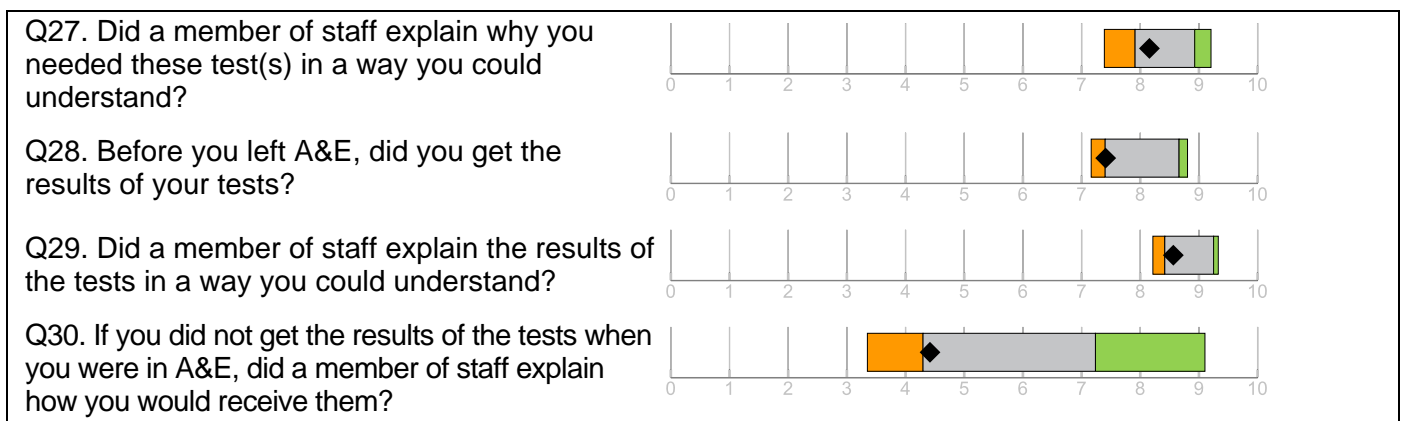 Q27. Did a member of staff explain why you
needed these test(s) in a way you could
understand?
0 1 2 3 4 5 6 7 8 9 10
Q28. Before you left A&E, did you get the
results of your tests?
0 1 2 3 4 5 6 7 8 9 10
Q29. Did a member of staff explain the results of
the tests in a way you could understand?
0 1 2 3 4 5 6 7 8 9 10
Q30. If you did not get the results of the tests when
you were in A&E, did a member of staff explain
how you would receive them?
0 1 2 3 4 5 6 7 8 9 10